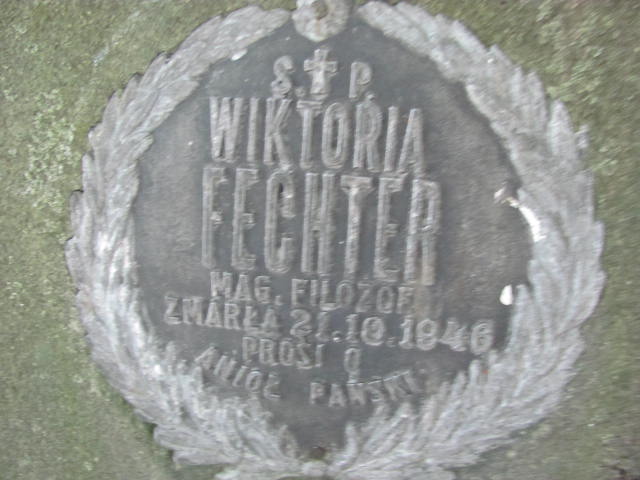 Ś.✝P.
WIKTORIA
FECHTER
MAG. FILOZOF
ZMARŁA 21.10.1946
PROSI O
ANIOŁ PAŃSKI